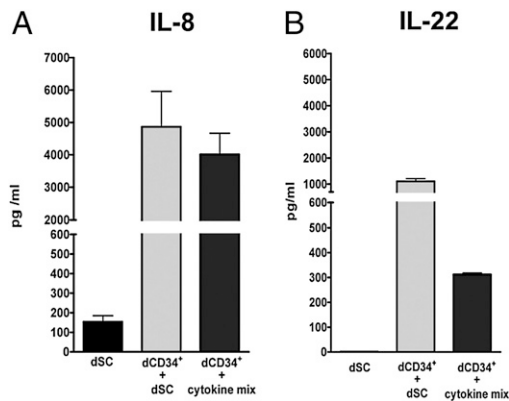 A
IL-8
pg /ml
7000
6000
5000
4000
3000
2000
600
500
400
300
200
100
0
dSC
dCD34+
+
dSC
dCD34+
+
cytokine mix
B
IL-22
pg/ml
6000
5000
4000
3000
2000
1000
600
500
400
300
200
100
0
dSC
dCD34+
+
dSC
dCD34+
+
cytokine mix